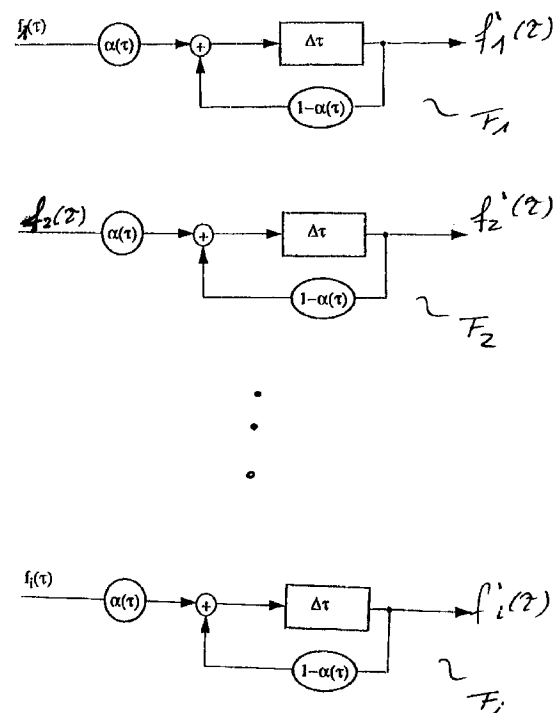 f₁(τ) α(τ) + Δτ f₁'(τ)
1−α(τ)
F₁
f₂(τ) α(τ) + Δτ f₂'(τ)
1−α(τ)
F₂
fᵢ(τ) α(τ) + Δτ fᵢ'(τ)
1−α(τ)
Fᵢ